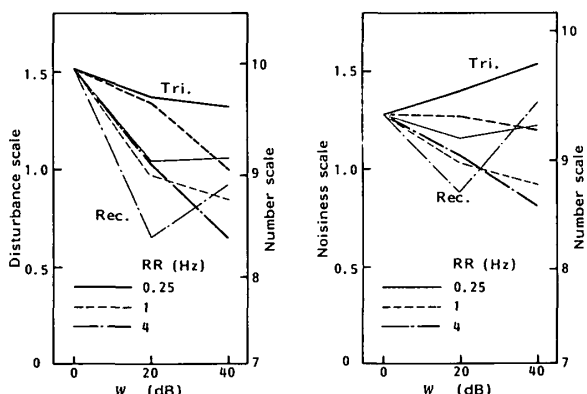 Disturbance scale
1.5
1.0
0.5
0
Tri.
Rec.
RR (Hz)
0.25
1
4
0 20 40
W (dB)
10
9
8
7
Number scale
Noisiness scale
1.5
1.0
0.5
0
Tri.
Rec.
RR (Hz)
0.25
1
4
0 20 40
W (dB)
10
9
8
7
Number scale